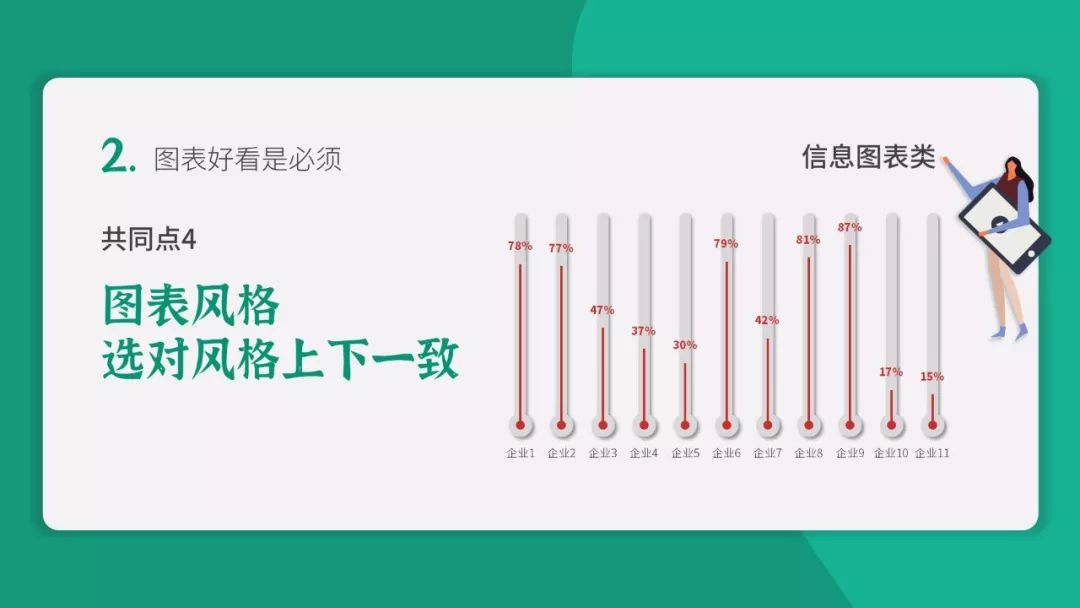 2. 图表好看是必须
信息图表类
共同点4
图表风格
选对风格上下一致
78% 77% 47% 37% 30% 79% 42% 81% 87% 17% 15%
企业1 企业2 企业3 企业4 企业5 企业6 企业7 企业8 企业9 企业10 企业11